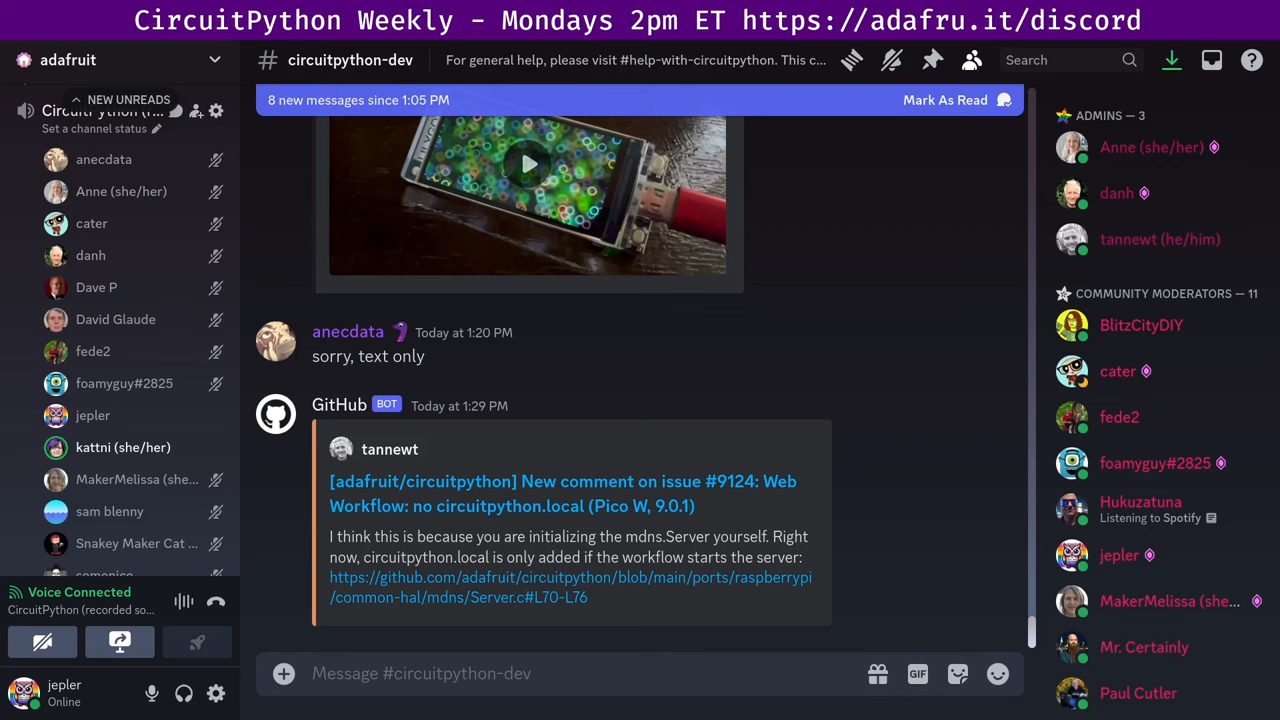 CircuitPython Weekly - Mondays 2pm ET https://adafru.it/discord
adafruit
NEW UNREADS
CircuitPython (r...
Set a channel status
anecdata
Anne (she/her)
cater
danh
Dave P
David Glaude
fede2
foamyguy#2825
jepler
kattni (she/her)
MakerMelissa (she...
sam blenny
Snakey Maker Cat ...
Voice Connected
CircuitPython (recorded so...
jepler
Online
circuitpython-dev
For general help, please visit #help-with-circuitpython. This c...
Search
8 new messages since 1:05 PM
Mark As Read
anecdata Today at 1:20 PM
sorry, text only
GitHub BOT Today at 1:29 PM
tannewt
[adafruit/circuitpython] New comment on issue #9124: Web
Workflow: no circuitpython.local (Pico W, 9.0.1)
I think this is because you are initializing the mdns.Server yourself. Right
now, circuitpython.local is only added if the workflow starts the server:
https://github.com/adafruit/circuitpython/blob/main/ports/raspberrypi
/common-hal/mdns/Server.c#L70-L76
Message #circuitpython-dev
GIF
ADMINS — 3
Anne (she/her)
danh
tannewt (he/him)
COMMUNITY MODERATORS — 11
BlitzCityDIY
cater
fede2
foamyguy#2825
Hukuzatuna
Listening to Spotify
jepler
MakerMelissa (she...
Mr. Certainly
Paul Cutler